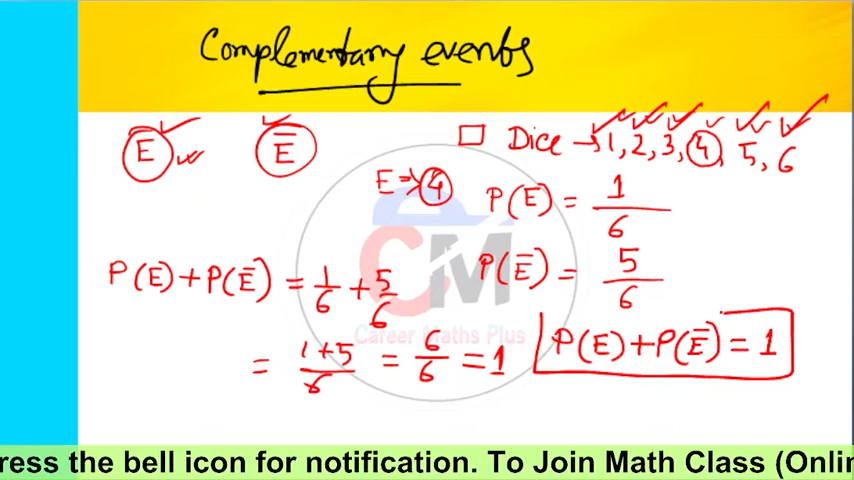 Complementary events
E Ē □ Dice → 1, 2, 3, 4, 5, 6
E ⇒ 4 P(E) = 1/6
P(Ē) = 5/6
P(E) + P(Ē) = 1/6 + 5/6
= 1+5/6 = 6/6 = 1
P(E) + P(Ē) = 1
CM
Career Maths Plus
ress the bell icon for notification. To Join Math Class (Onlin